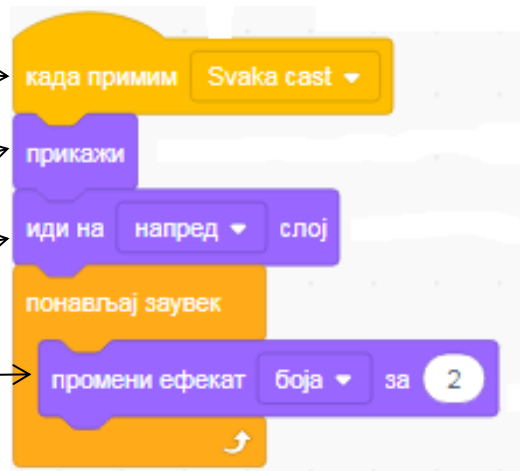 када примим Svaka cast
прикажи
иди на напред слој
понављај заувек
промени ефекат боја за 2